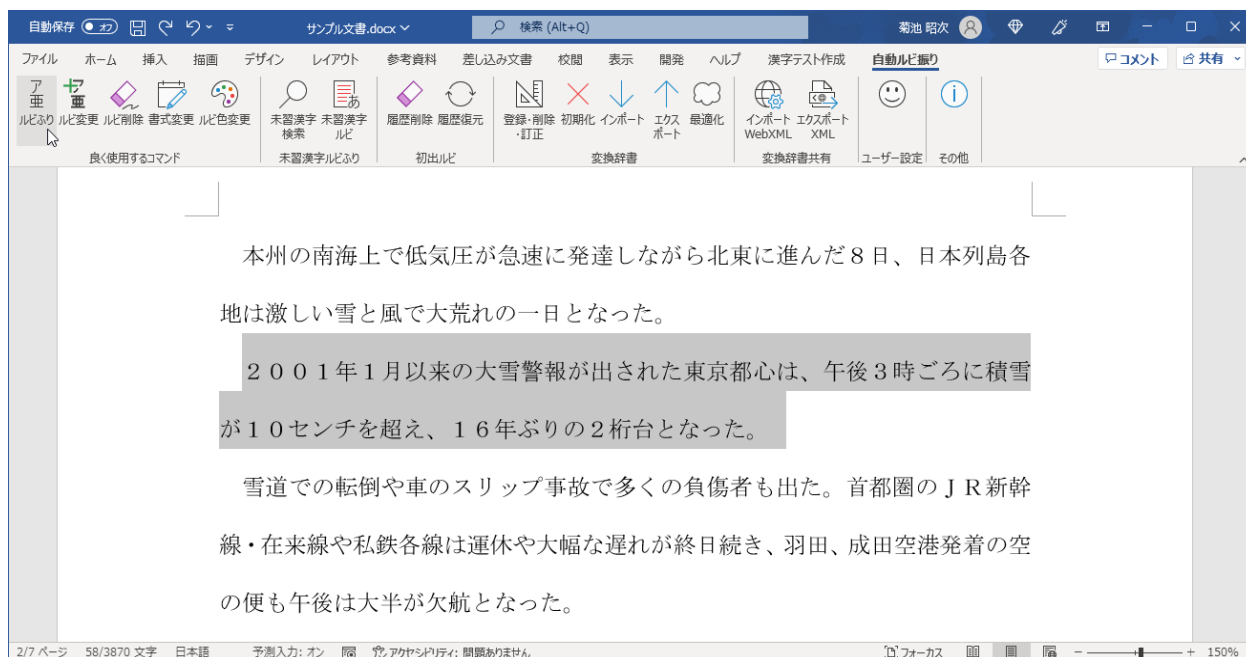 自動保存 オフ サンプル文書.docx 検索 (Alt+Q) 菊池 昭次
ファイル ホーム 挿入 描画 デザイン レイアウト 参考資料 差し込み文書 校閲 表示 開発 ヘルプ 漢字テスト作成 自動ルビ振り コメント 共有
ア 亜 亜 あ
ルビふり ルビ変更 ルビ削除 書式変更 ルビ色変更 未習漢字 未習漢字 履歴削除 履歴復元 登録・削除 初期化 インポート エクス 最適化 インポート エクスポート
検索 ルビ ・訂正 ポート WebXML XML
良く使用するコマンド 未習漢字ルビふり 初出ルビ 変換辞書 変換辞書共有 ユーザー設定 その他
本州の南海上で低気圧が急速に発達しながら北東に進んだ8日、日本列島各
地は激しい雪と風で大荒れの一日となった。
2001年1月以来の大雪警報が出された東京都心は、午後3時ごろに積雪
が10センチを超え、16年ぶりの2桁台となった。
雪道での転倒や車のスリップ事故で多くの負傷者も出た。首都圏のJR新幹
線・在来線や私鉄各線は運休や大幅な遅れが終日続き、羽田、成田空港発着の空
の便も午後は大半が欠航となった。
2/7 ページ 58/3870 文字 日本語 予測入力: オン アクセシビリティ: 問題ありません フォーカス 150%